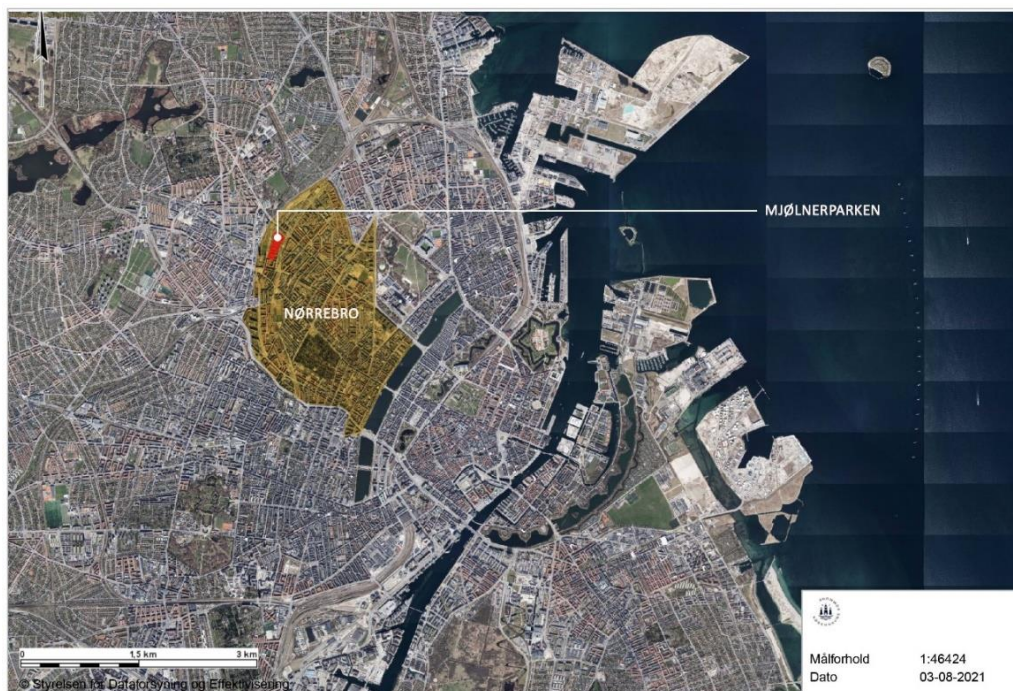 MJØLNERPARKEN
NØRREBRO
0 1,5 km 3 km
© Styrelsen for Dataforsyning og Effektivisering
Målforhold 1:46424
Dato 03-08-2021